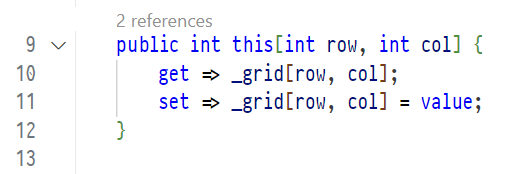 2 references
9 public int this[int row, int col] {
10 get => _grid[row, col];
11 set => _grid[row, col] = value;
12 }
13